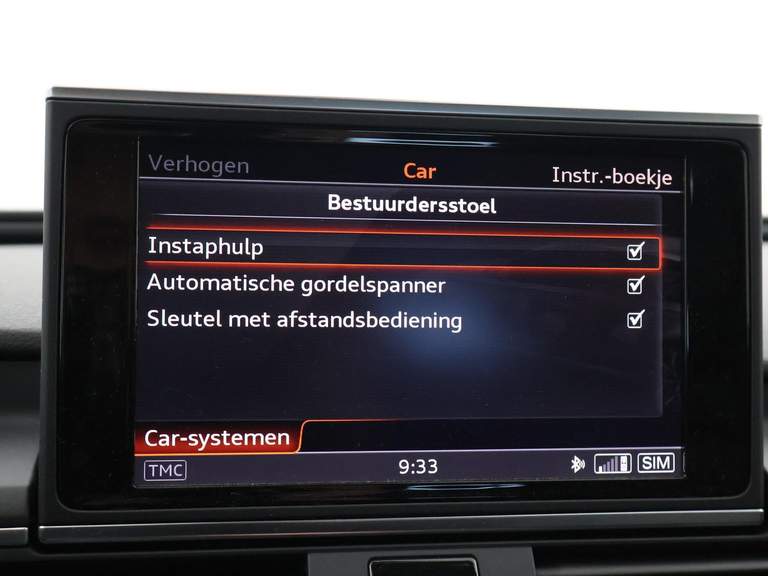 Verhogen Car Instr.-boekje
Bestuurdersstoel
Instaphulp
Automatische gordelspanner
Sleutel met afstandsbediening
Car-systemen
TMC 9:33 SIM